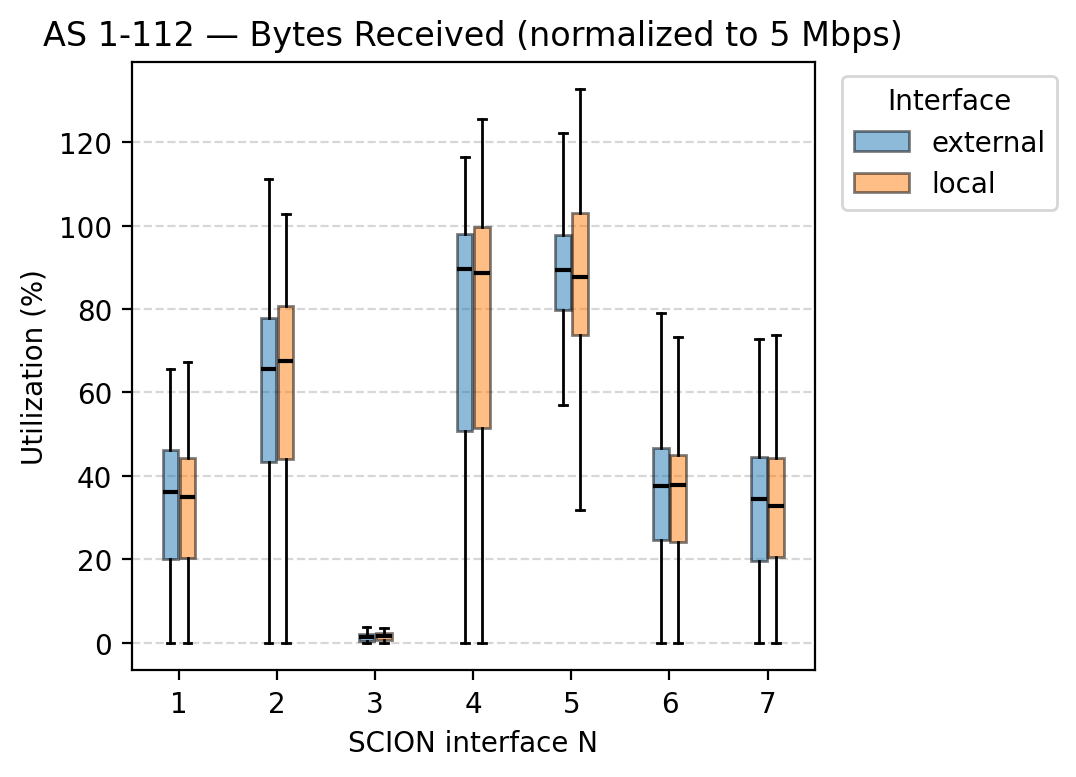 AS 1-112 — Bytes Received (normalized to 5 Mbps)
Interface
external
local
Utilization (%)
120
100
80
60
40
20
0
1 2 3 4 5 6 7
SCION interface N